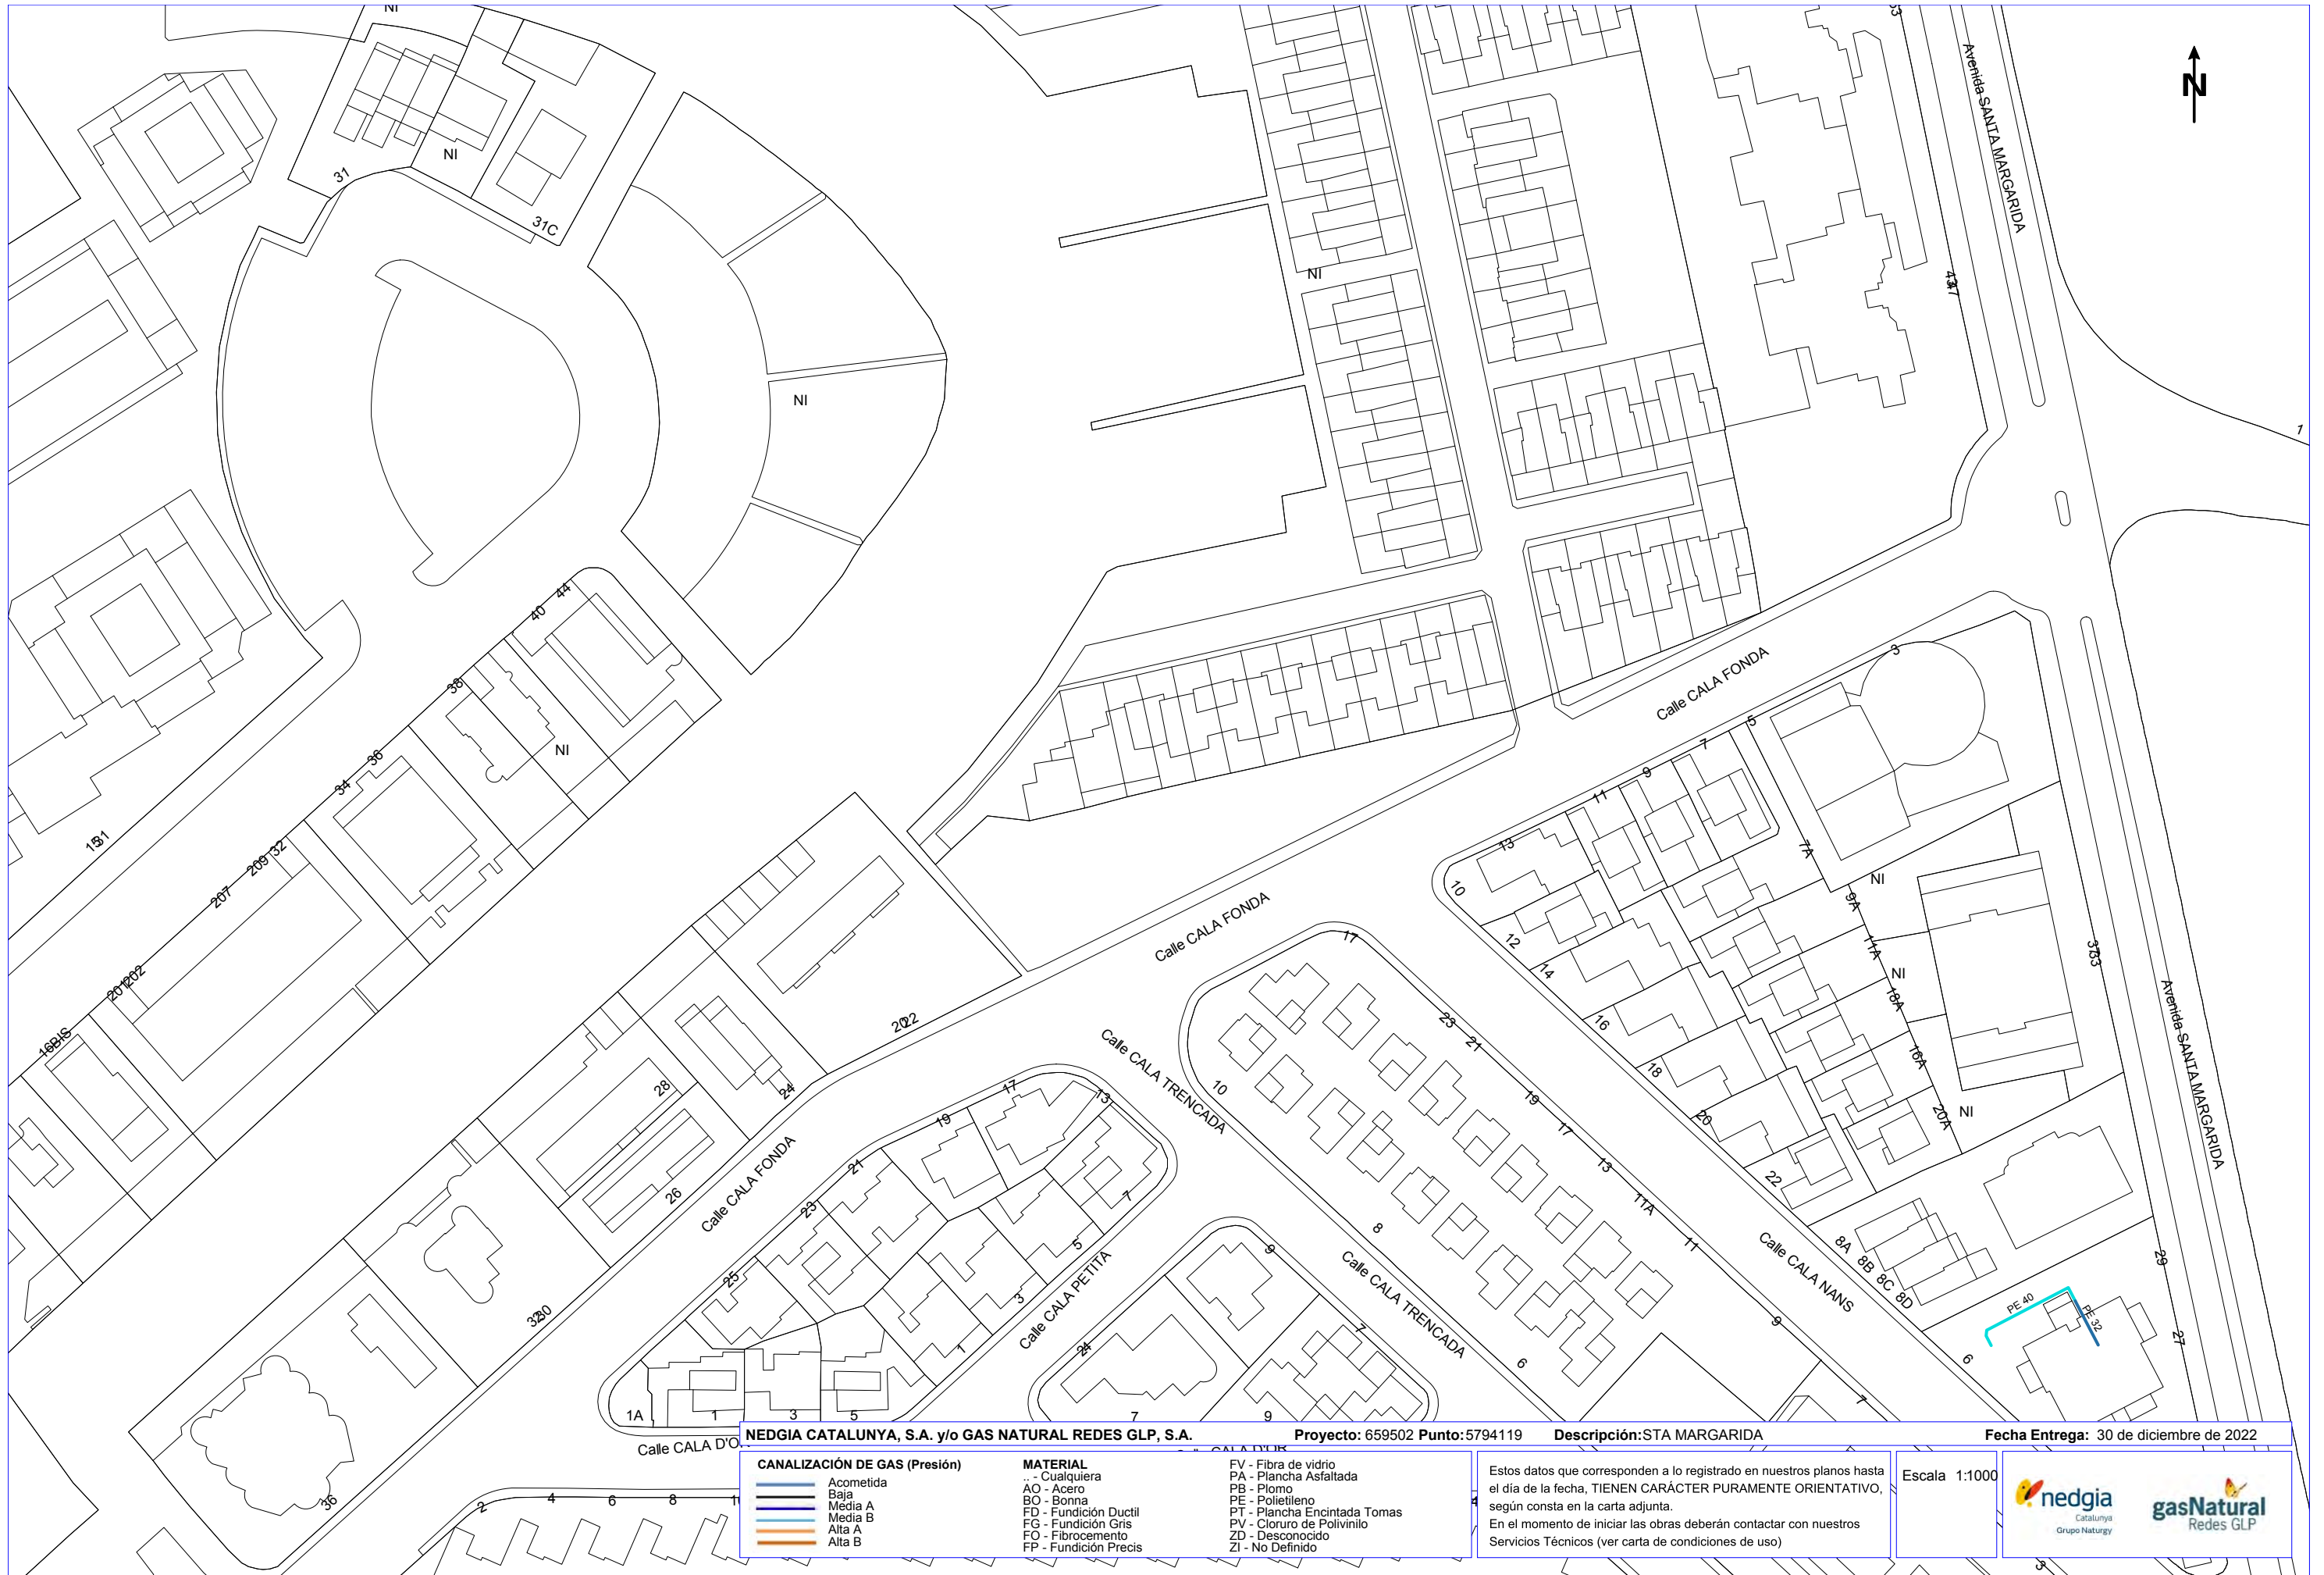 NI
53
Avenida SANTA MARGARIDA
N
31
NI
31C
NI
NI
1
44
40
38
NI
36
34
32
209
207
202
201
16BIS
Calle CALA FONDA
3
5
7
9
11
13
10
12
14
16
18
20
22
7A
NI
9A
11A
NI
18A
16A
20A
NI
Avenida SANTA MARGARIDA
Calle CALA FONDA
17
23
21
19
17
13
11A
11
9
7
10
8
6
Calle CALA TRENCADA
Calle CALA TRENCADA
Calle CALA NANS
8A
8B
8C
8D
6
29
27
PE 40
PE 32
28
26
24
Calle CALA FONDA
17
13
19
21
23
25
7
5
3
1
Calle CALA PETITA
9
7
24
7
9
1A
1
3
5
36
2
4
6
8
3
NEDGIA CATALUNYA, S.A. y/o GAS NATURAL REDES GLP, S.A. Proyecto: 659502 Punto: 5794119 Descripción: STA MARGARIDA Fecha Entrega: 30 de diciembre de 2022
CANALIZACIÓN DE GAS (Presión)
Acometida
Baja
Media A
Media B
Alta A
Alta B
MATERIAL
.. - Cualquiera
AO - Acero
BO - Bonna
FD - Fundición Ductil
FG - Fundición Gris
FO - Fibrocemento
FP - Fundición Precis
FV - Fibra de vidrio
PA - Plancha Asfaltada
PB - Plomo
PE - Polietileno
PT - Plancha Encintada Tomas
PV - Cloruro de Polivinilo
ZD - Desconocido
ZI - No Definido
Estos datos que corresponden a lo registrado en nuestros planos hasta
el día de la fecha, TIENEN CARÁCTER PURAMENTE ORIENTATIVO,
según consta en la carta adjunta.
En el momento de iniciar las obras deberán contactar con nuestros
Servicios Técnicos (ver carta de condiciones de uso)
Escala 1:1000
nedgia
Catalunya
Grupo Naturgy
gasNatural
Redes GLP